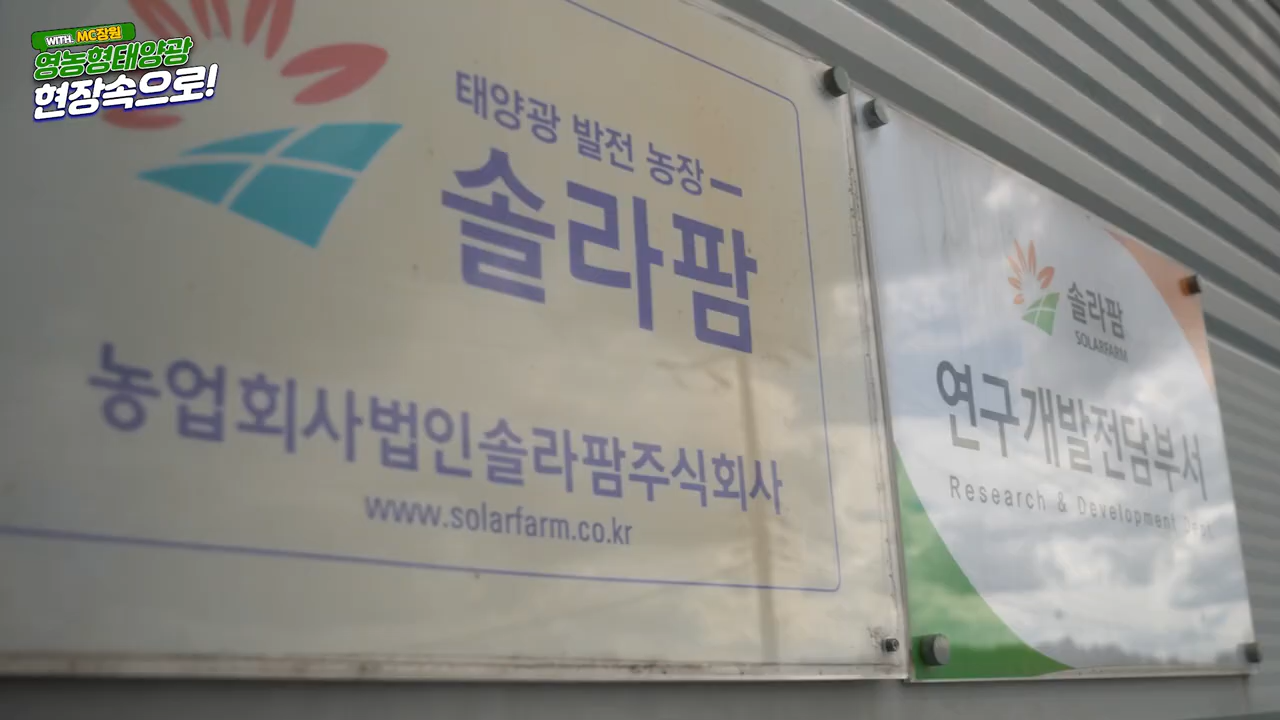 WITH. MC장원
영농형태양광
현장속으로!
태양광 발전 농장
솔라팜
농업회사법인솔라팜주식회사
www.solarfarm.co.kr
솔라팜
SOLARFARM
연구개발전담부서
Research & Development Dept.